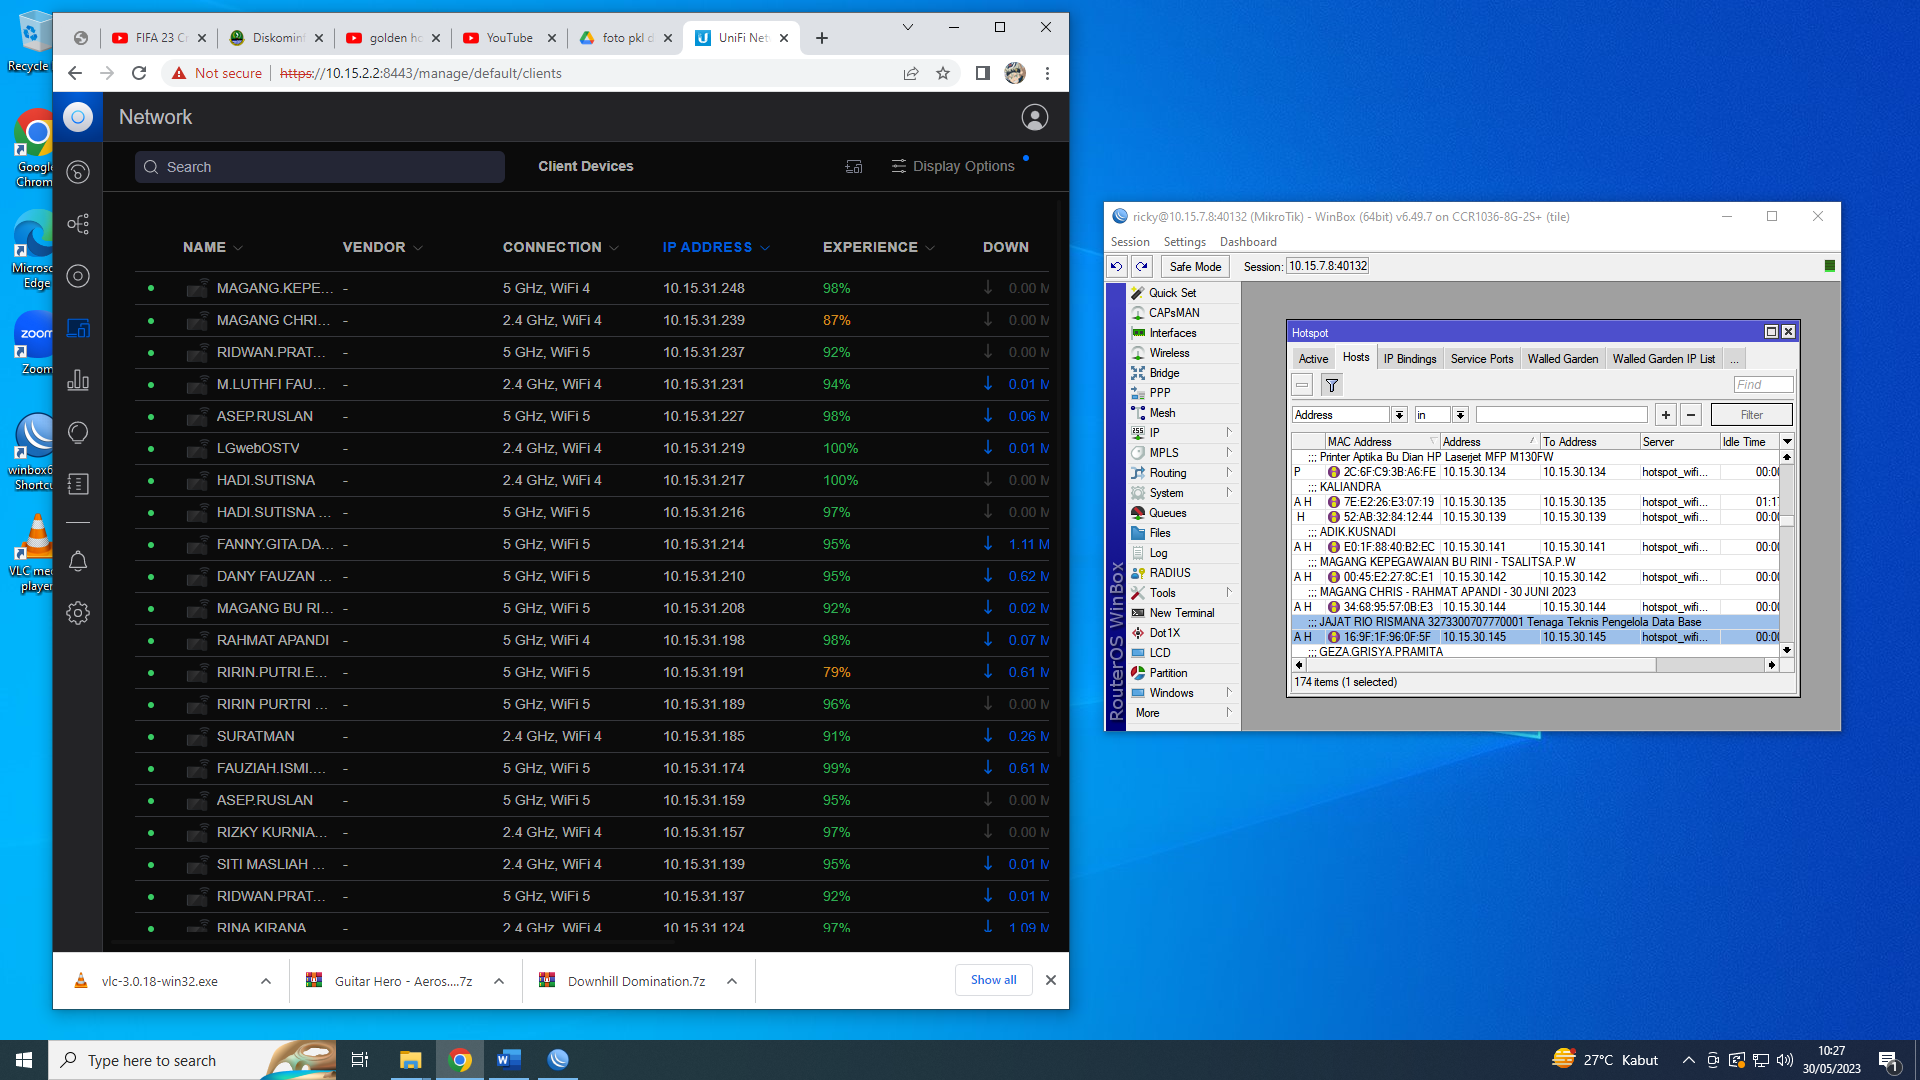 Recycle
Google Chrom
Microso
Edge
Zoom
winbox6
Shortcu
VLC me
player
FIFA 23 C
Diskomin
golden h
YouTube
foto pkl d
UniFi Net
Not secure
https://10.15.2.2:8443/manage/default/clients
Network
Search
Client Devices
Display Options
NAME VENDOR CONNECTION IP ADDRESS EXPERIENCE DOWN
MAGANG.KEPE... - 5 GHz, WiFi 4 10.15.31.248 98% 0.00 M
MAGANG CHRI... - 2.4 GHz, WiFi 4 10.15.31.239 87% 0.00 M
RIDWAN.PRAT... - 5 GHz, WiFi 5 10.15.31.237 92% 0.00 M
M.LUTHFI FAU... - 2.4 GHz, WiFi 4 10.15.31.231 94% 0.01 M
ASEP.RUSLAN - 5 GHz, WiFi 5 10.15.31.227 98% 0.06 M
LGwebOSTV - 2.4 GHz, WiFi 4 10.15.31.219 100% 0.01 M
HADI.SUTISNA - 2.4 GHz, WiFi 4 10.15.31.217 100% 0.00 M
HADI.SUTISNA ... - 5 GHz, WiFi 5 10.15.31.216 97% 0.00 M
FANNY.GITA.DA... - 5 GHz, WiFi 5 10.15.31.214 95% 1.11 M
DANY FAUZAN ... - 5 GHz, WiFi 5 10.15.31.210 95% 0.62 M
MAGANG BU RI... - 5 GHz, WiFi 5 10.15.31.208 92% 0.02 M
RAHMAT APANDI - 5 GHz, WiFi 4 10.15.31.198 98% 0.07 M
RIRIN.PUTRI.E... - 5 GHz, WiFi 5 10.15.31.191 79% 0.61 M
RIRIN PURTRI ... - 5 GHz, WiFi 5 10.15.31.189 96% 0.00 M
SURATMAN - 2.4 GHz, WiFi 4 10.15.31.185 91% 0.26 M
FAUZIAH.ISMI.... - 5 GHz, WiFi 5 10.15.31.174 99% 0.61 M
ASEP.RUSLAN - 5 GHz, WiFi 5 10.15.31.159 95% 0.00 M
RIZKY KURNIA... - 2.4 GHz, WiFi 4 10.15.31.157 97% 0.00 M
SITI MASLIAH ... - 2.4 GHz, WiFi 4 10.15.31.139 95% 0.01 M
RIDWAN.PRAT... - 5 GHz, WiFi 5 10.15.31.137 92% 0.01 M
RINA KIRANA - 2.4 GHz, WiFi 4 10.15.31.124 97% 1.09 M
vlc-3.0.18-win32.exe
Guitar Hero - Aeros....7z
Downhill Domination.7z
Show all
ricky@10.15.7.8:40132 (MikroTik) - WinBox (64bit) v6.49.7 on CCR1036-8G-2S+ (tile)
Session Settings Dashboard
Safe Mode Session: 10.15.7.8:40132
RouterOS WinBox
Quick Set
CAPsMAN
Interfaces
Wireless
Bridge
PPP
Mesh
IP
MPLS
Routing
System
Queues
Files
Log
RADIUS
Tools
New Terminal
Dot1X
LCD
Partition
Windows
More
Hotspot
Active Hosts IP Bindings Service Ports Walled Garden Walled Garden IP List ...
Find
Address in + - Filter
MAC Address Address To Address Server Idle Time
;;; Printer Aptika Bu Dian HP Laserjet MFP M130FW
P 2C:6F:C9:3B:A6:FE 10.15.30.134 10.15.30.134 hotspot_wifi... 00:0
;;; KALIANDRA
A H 7E:E2:26:E3:07:19 10.15.30.135 10.15.30.135 hotspot_wifi... 01:1
H 52:AB:32:84:12:44 10.15.30.139 10.15.30.139 hotspot_wifi... 00:0
;;; ADIK.KUSNADI
A H E0:1F:88:40:B2:EC 10.15.30.141 10.15.30.141 hotspot_wifi... 00:0
;;; MAGANG KEPEGAWAIAN BU RINI - TSALITSA.P.W
A H 00:45:E2:27:8C:E1 10.15.30.142 10.15.30.142 hotspot_wifi... 00:0
;;; MAGANG CHRIS - RAHMAT APANDI - 30 JUNI 2023
A H 34:68:95:57:0B:E3 10.15.30.144 10.15.30.144 hotspot_wifi... 00:0
;;; JAJAT RIO RISMANA 3273300707770001 Tenaga Teknis Pengelola Data Base
A H 16:9F:1F:96:0F:5F 10.15.30.145 10.15.30.145 hotspot_wifi... 00:0
;;; GEZA.GRISYA.PRAMITA
174 items (1 selected)
Type here to search
27°C Kabut
10:27
30/05/2023
1